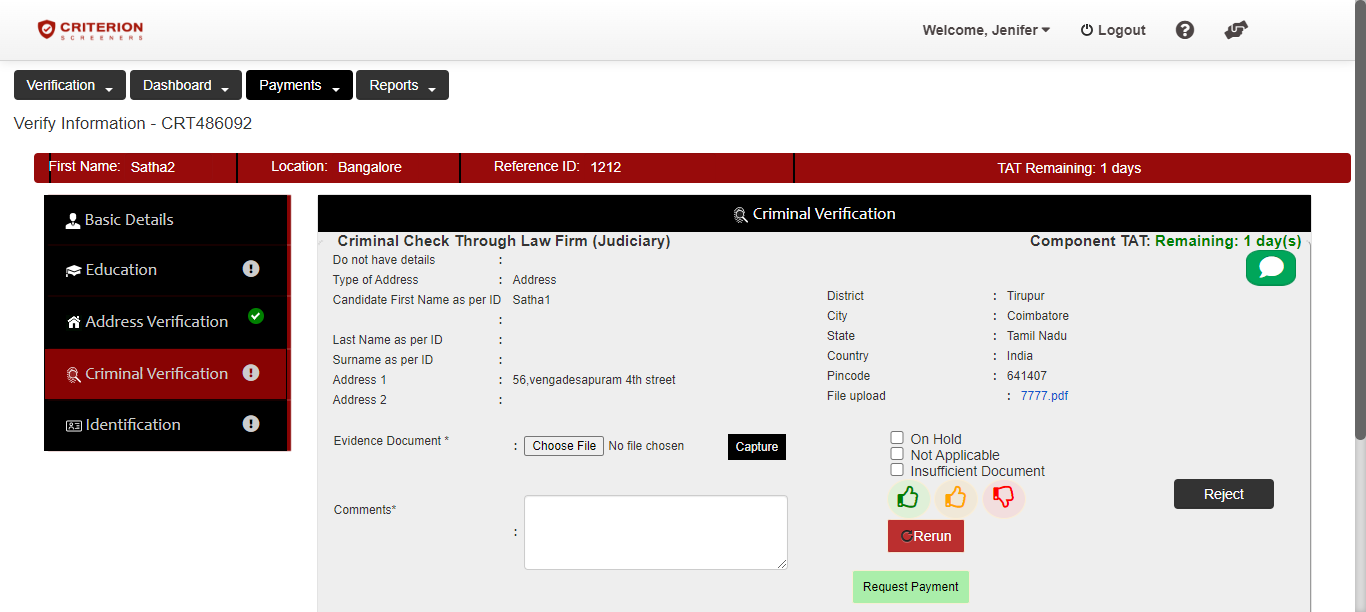 CRITERION
SCREENERS
Welcome, Jenifer
Logout
Verification
Dashboard
Payments
Reports
Verify Information - CRT486092
First Name: Satha2
Location: Bangalore
Reference ID: 1212
TAT Remaining: 1 days
Basic Details
Education
Address Verification
Criminal Verification
Identification
Criminal Verification
Criminal Check Through Law Firm (Judiciary)
Component TAT: Remaining: 1 day(s)
Do not have details :
Type of Address : Address
Candidate First Name as per ID Satha1
:
Last Name as per ID :
Surname as per ID :
Address 1 : 56,vengadesapuram 4th street
Address 2 :
District : Tirupur
City : Coimbatore
State : Tamil Nadu
Country : India
Pincode : 641407
File upload : 7777.pdf
Evidence Document * : Choose File No file chosen Capture
Comments* :
On Hold
Not Applicable
Insufficient Document
Rerun
Reject
Request Payment